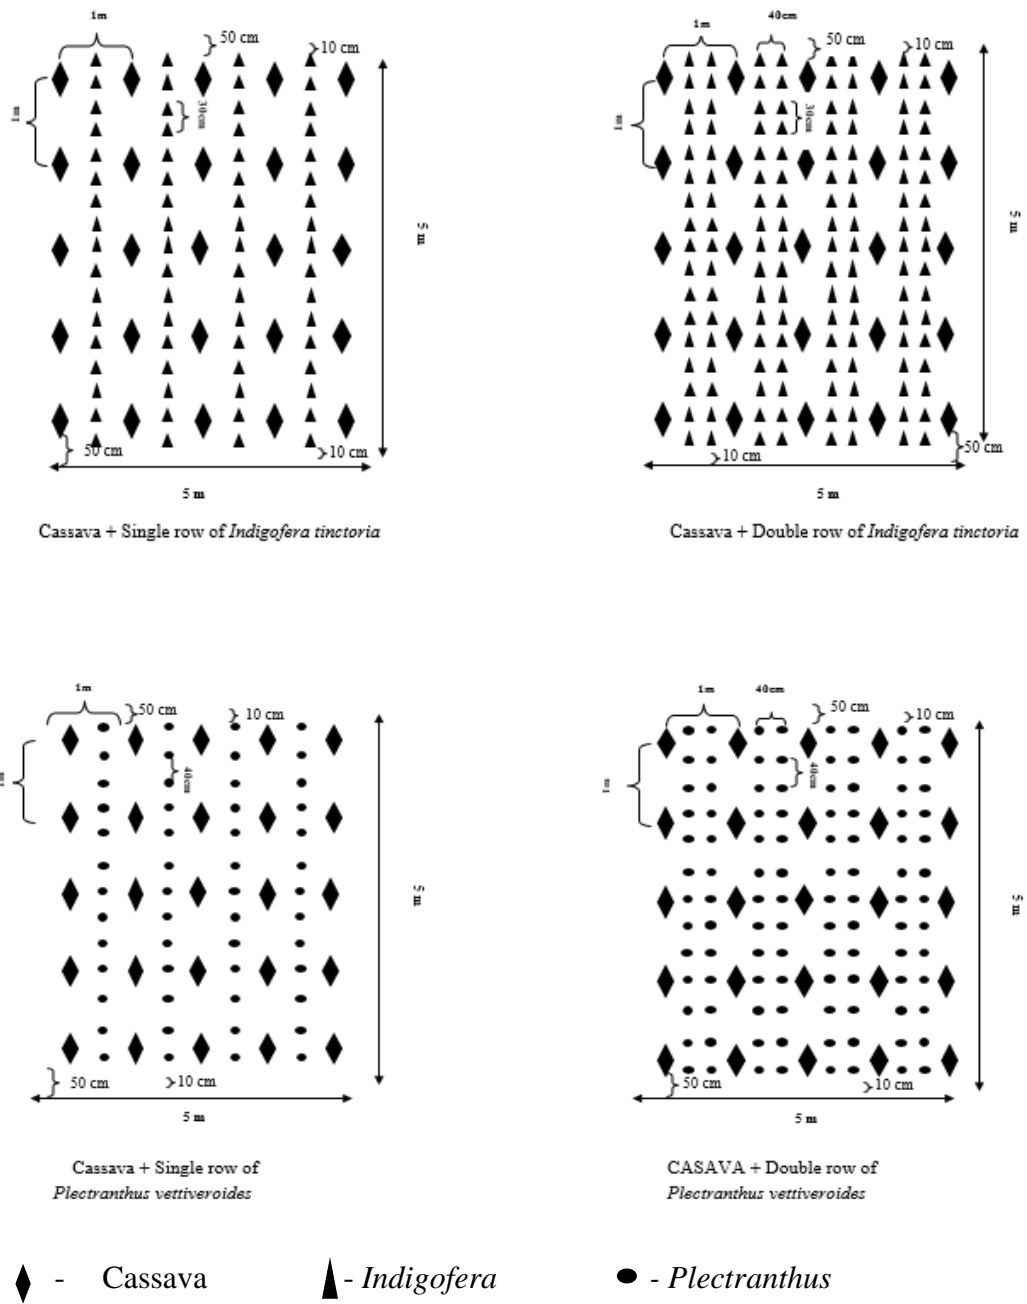 1m
50 cm
10 cm
1m
30cm
5 m
50 cm
10 cm
5 m
Cassava + Single row of Indigofera tinctoria
1m
40cm
50 cm
10 cm
1m
30cm
5 m
10 cm
50 cm
5 m
Cassava + Double row of Indigofera tinctoria
1m
50 cm
10 cm
1m
40cm
5 m
50 cm
10 cm
5 m
Cassava + Single row of
Plectranthus vettiveroides
1m
40cm
50 cm
10 cm
1m
40cm
5 m
50 cm
10 cm
5 m
CASAVA + Double row of
Plectranthus vettiveroides
- Cassava
- Indigofera
- Plectranthus